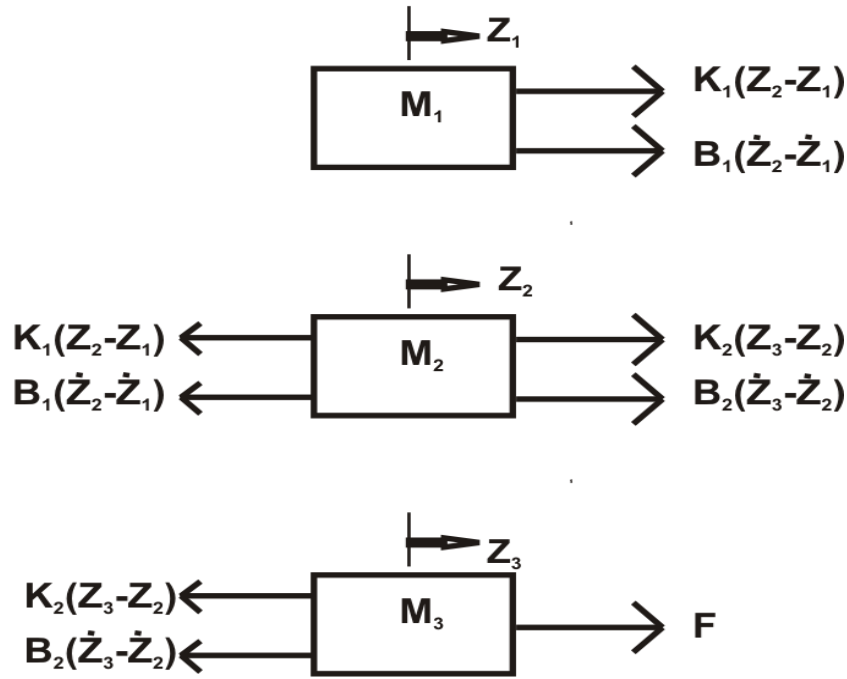 Z₁
M₁
K₁(Z₂-Z₁)
B₁(Ż₂-Ż₁)
Z₂
K₁(Z₂-Z₁)
M₂
K₂(Z₃-Z₂)
B₁(Ż₂-Ż₁)
B₂(Ż₃-Ż₂)
Z₃
K₂(Z₃-Z₂)
M₃
F
B₂(Ż₃-Ż₂)